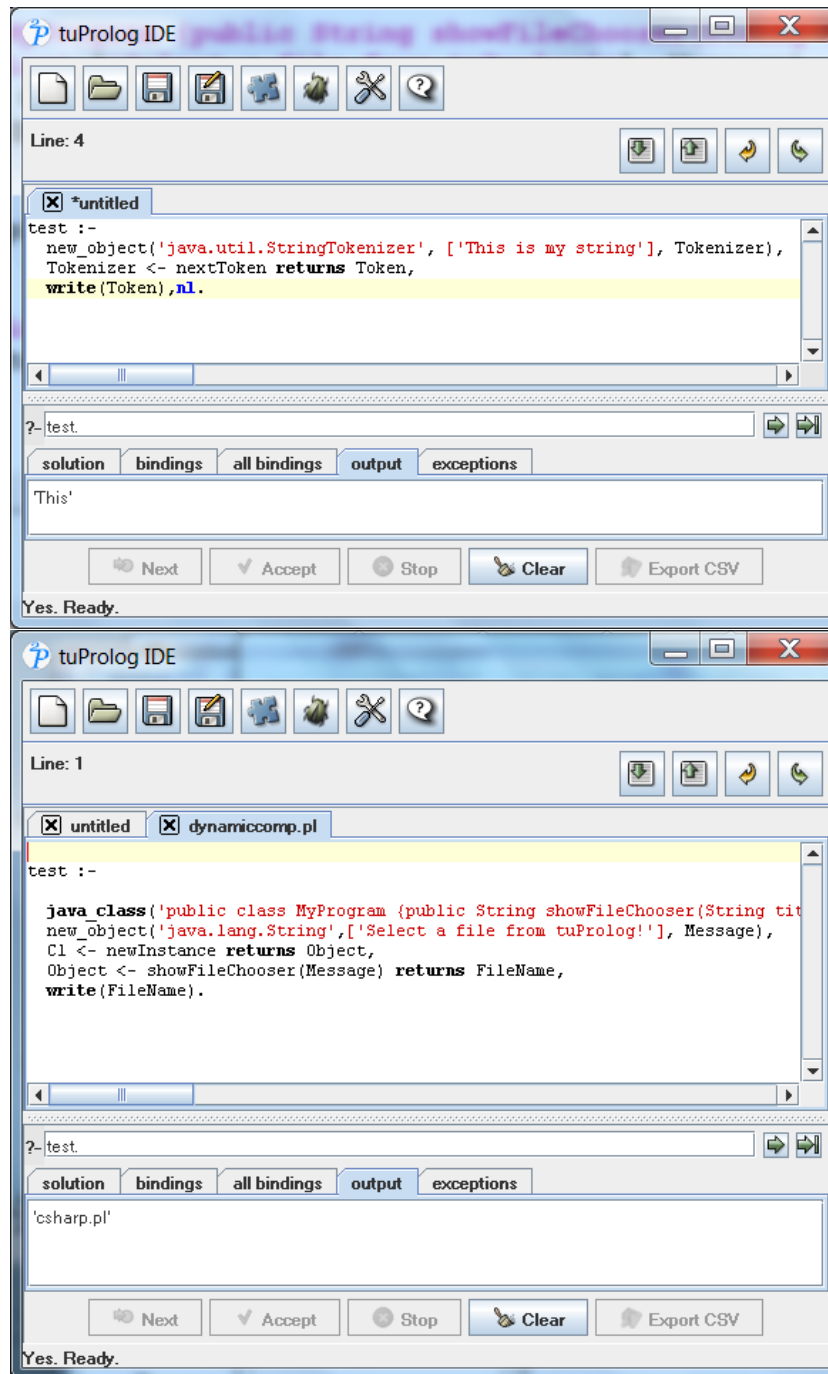 tuProlog IDE
Line: 4
*untitled
test :-
new_object('java.util.StringTokenizer', ['This is my string'], Tokenizer),
Tokenizer <- nextToken returns Token,
write(Token),nl.
?- test.
solution bindings all bindings output exceptions
'This'
Next Accept Stop Clear Export CSV
Yes. Ready.
tuProlog IDE
Line: 1
untitled dynamiccomp.pl
test :-
java_class('public class MyProgram {public String showFileChooser(String tit
new_object('java.lang.String',['Select a file from tuProlog!'], Message),
Cl <- newInstance returns Object,
Object <- showFileChooser(Message) returns FileName,
write(FileName).
?- test.
solution bindings all bindings output exceptions
'csharp.pl'
Next Accept Stop Clear Export CSV
Yes. Ready.